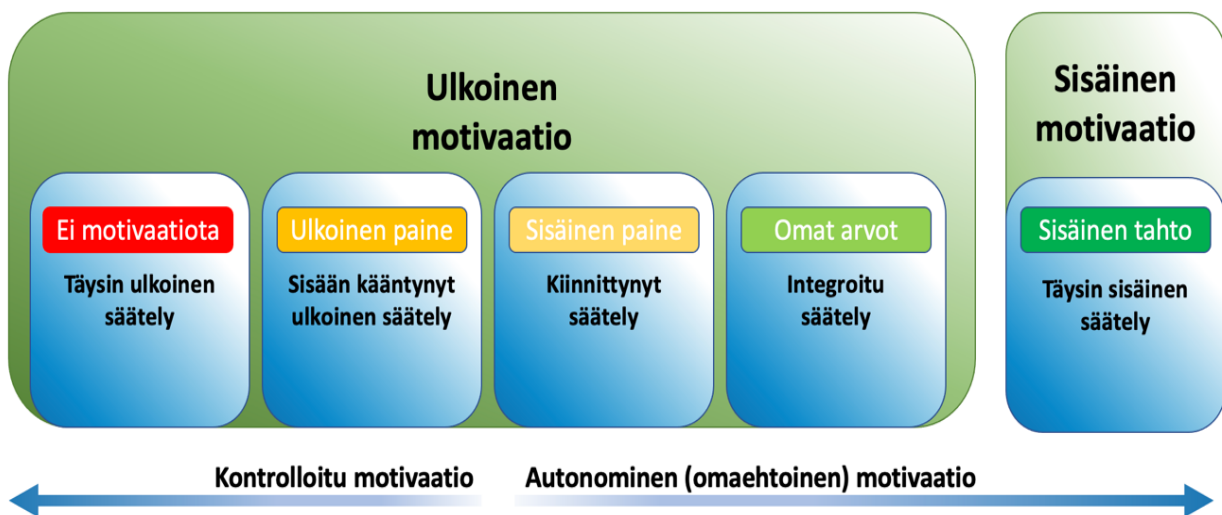 Ulkoinen
motivaatio
Sisäinen
motivaatio
Ei motivaatiota
Täysin ulkoinen
säätely
Ulkoinen paine
Sisään kääntynyt
ulkoinen säätely
Sisäinen paine
Kiinnittynyt
säätely
Omat arvot
Integroitu
säätely
Sisäinen tahto
Täysin sisäinen
säätely
Kontrolloitu motivaatio
Autonominen (omaehtoinen) motivaatio